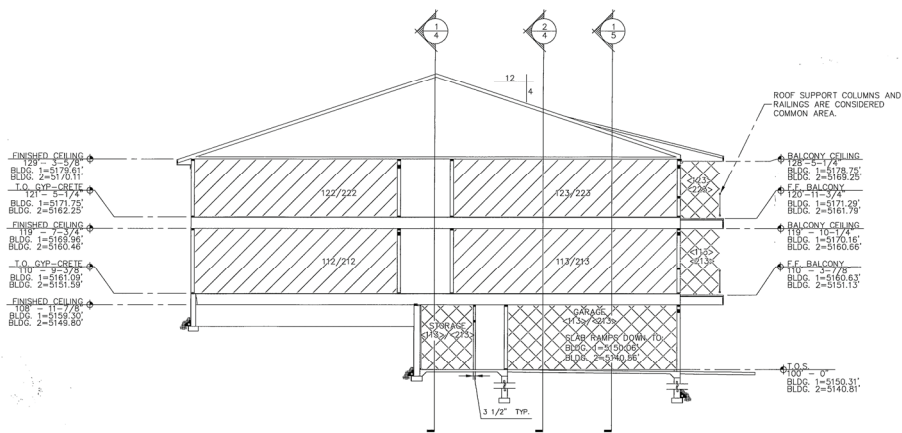 1
4
2
4
1
5
12
4
ROOF SUPPORT COLUMNS AND
RAILINGS ARE CONSIDERED
COMMON AREA.
FINISHED CEILING
129' - 3-5/8"
BLDG. 1=5179.61'
BLDG. 2=5170.11'
T.O. GYP-CRETE
121' - 5-1/4"
BLDG. 1=5171.75'
BLDG. 2=5162.25'
FINISHED CEILING
119' - 7-3/4"
BLDG. 1=5169.96'
BLDG. 2=5160.46'
T.O. GYP-CRETE
110' - 9-3/8"
BLDG. 1=5161.09'
BLDG. 2=5151.59'
FINISHED CEILING
108' - 11-7/8"
BLDG. 1=5159.30'
BLDG. 2=5149.80'
122/222
123/223
<123>
<223>
112/212
113/213
<113>
<213>
STORAGE
<113>/<213>
GARAGE
<113>/<213>
SLAB RAMPS DOWN TO:
BLDG. 1=5150.06'
BLDG. 2=5140.56'
3 1/2" TYP.
BALCONY CEILING
128'-5-1/4"
BLDG. 1=5178.75'
BLDG. 2=5169.25'
F.F. BALCONY
120'-11-3/4"
BLDG. 1=5171.29'
BLDG. 2=5161.79'
BALCONY CEILING
119' - 10-1/4"
BLDG. 1=5170.16'
BLDG. 2=5160.66'
F.F. BALCONY
110' - 3-7/8"
BLDG. 1=5160.63'
BLDG. 2=5151.13'
T.O.S.
100' - 0"
BLDG. 1=5150.31'
BLDG. 2=5140.81'